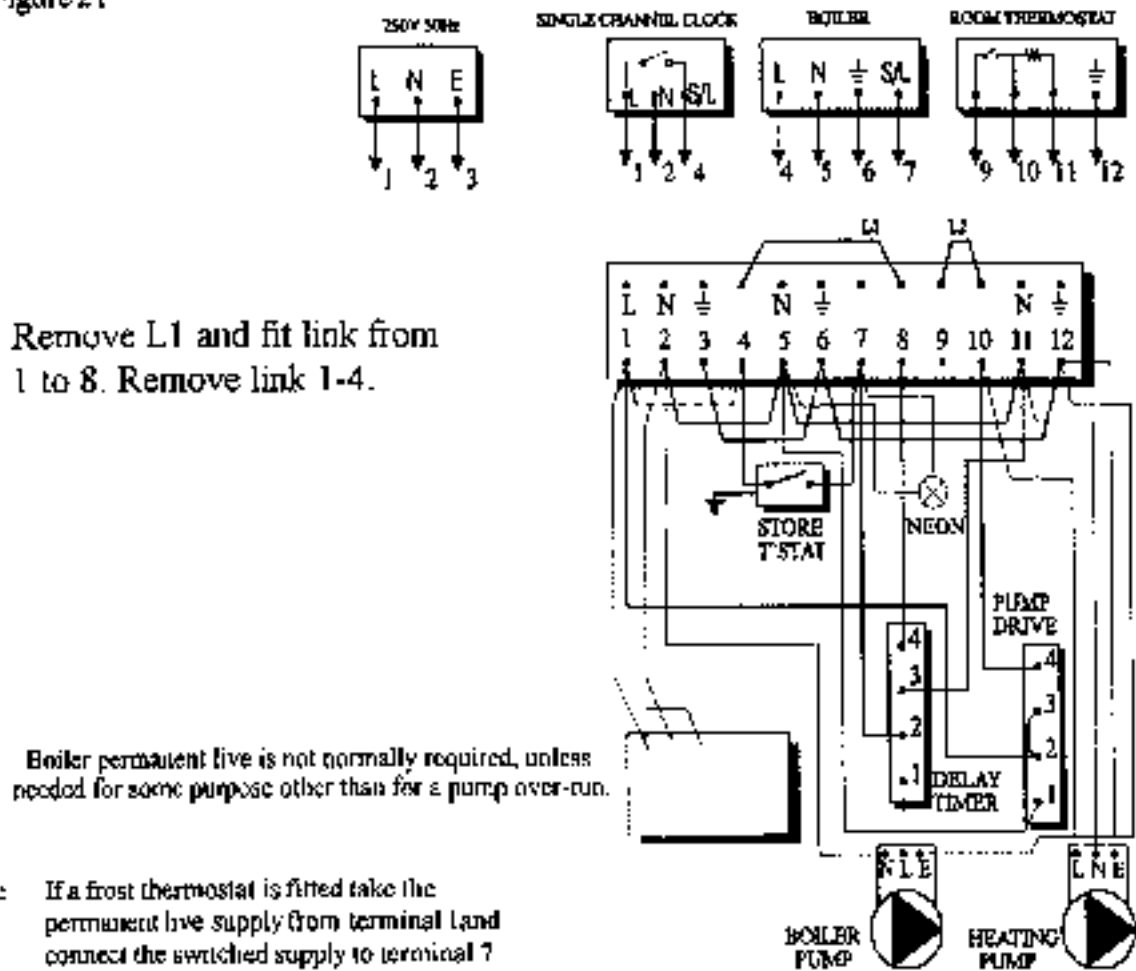 250V 50Hz
L N E
1 2 3
SINGLE CHANNEL CLOCK
L N S/L
1 2 4
BOILER
L N S/L
4 5 6 7
ROOM THERMOSTAT
9 10 11 12
L1 L2
L N N N
1 2 3 4 5 6 7 8 9 10 11 12
Remove L1 and fit link from
1 to 8. Remove link 1-4.
STORE
T'STAT
NEON
PUMP
DRIVE
4
3
2
1
4
3
2
1
DELAY
TIMER
Boiler permanent live is not normally required, unless
needed for some purpose other than for a pump over-run.
If a frost thermostat is fitted take the
permanent live supply from terminal 1 and
connect the switched supply to terminal 7
N L E
BOILER
PUMP
L N E
HEATING
PUMP